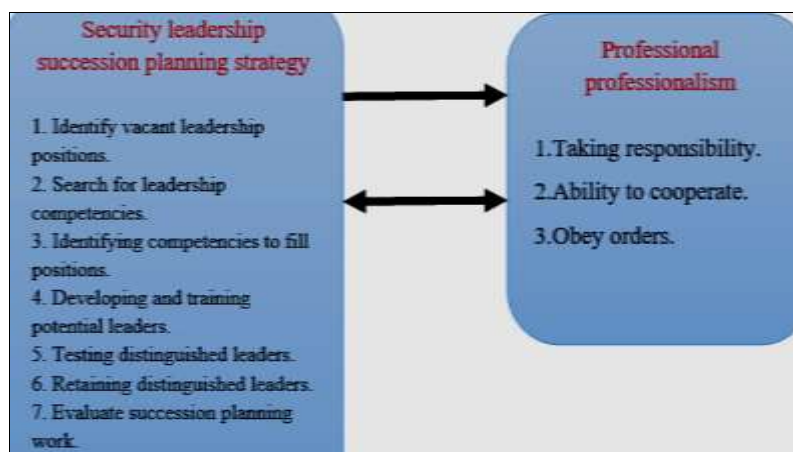 Security leadership
succession planning strategy
1. Identify vacant leadership
positions.
2. Search for leadership
competencies.
3. Identifying competencies to fill
positions.
4. Developing and training
potential leaders.
5. Testing distinguished leaders.
6. Retaining distinguished leaders.
7. Evaluate succession planning
work.
Professional
professionalism
1.Taking responsibility.
2.Ability to cooperate.
3.Obey orders.